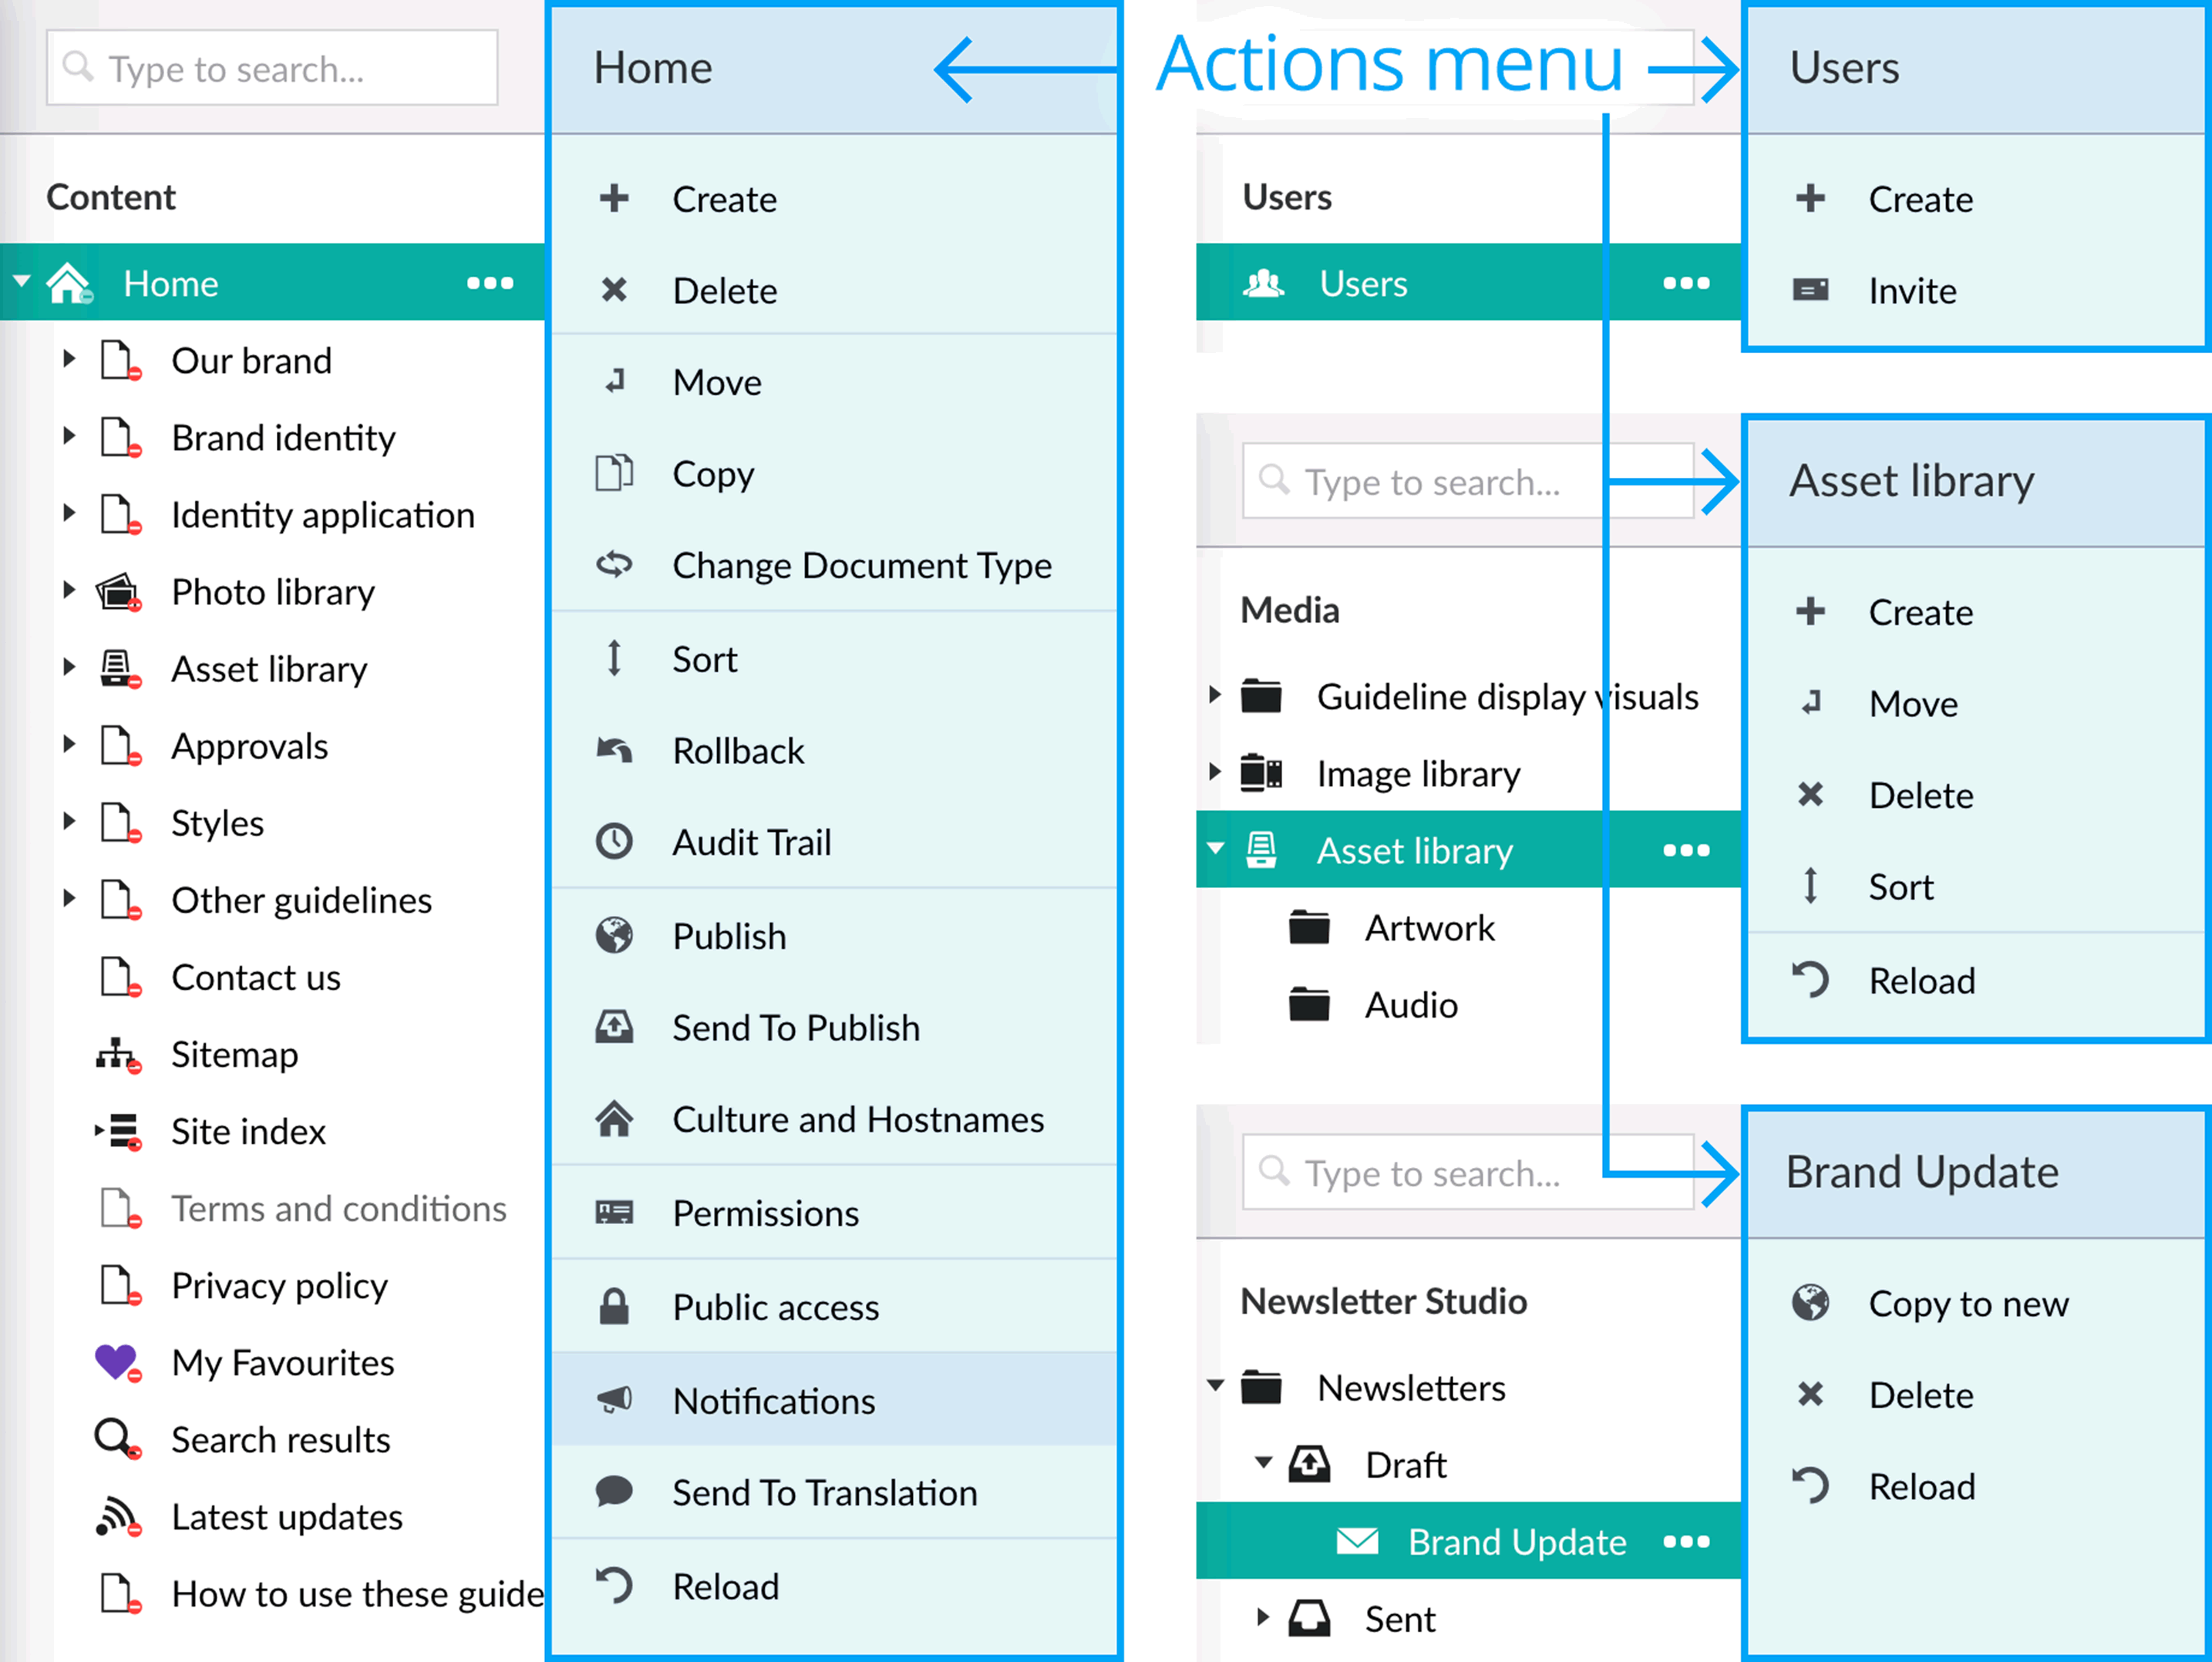 Type to search...
Content
Home
Our brand
Brand identity
Identity application
Photo library
Asset library
Approvals
Styles
Other guidelines
Contact us
Sitemap
Site index
Terms and conditions
Privacy policy
My Favourites
Search results
Latest updates
How to use these guide
Home
Create
Delete
Move
Copy
Change Document Type
Sort
Rollback
Audit Trail
Publish
Send To Publish
Culture and Hostnames
Permissions
Public access
Notifications
Send To Translation
Reload
Actions menu
Users
Users
Users
Create
Invite
Type to search...
Media
Guideline display visuals
Image library
Asset library
Artwork
Audio
Asset library
Create
Move
Delete
Sort
Reload
Type to search...
Newsletter Studio
Newsletters
Draft
Brand Update
Sent
Brand Update
Copy to new
Delete
Reload